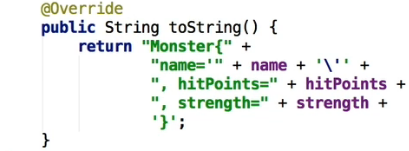 @Override
public String toString() {
    return "Monster{" +
            "name='" + name + '\'' +
            ", hitPoints=" + hitPoints +
            ", strength=" + strength +
            '}';
}